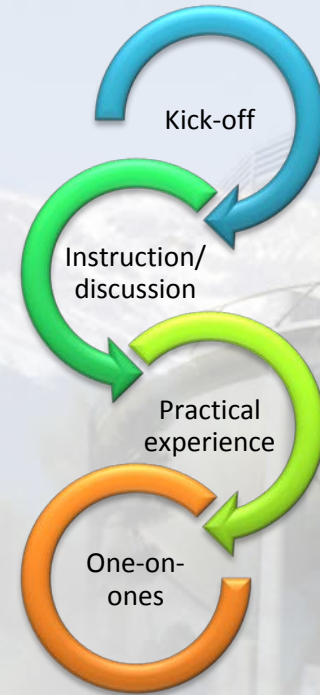 Kick-off
Instruction/
discussion
Practical
experience
One-on-
ones